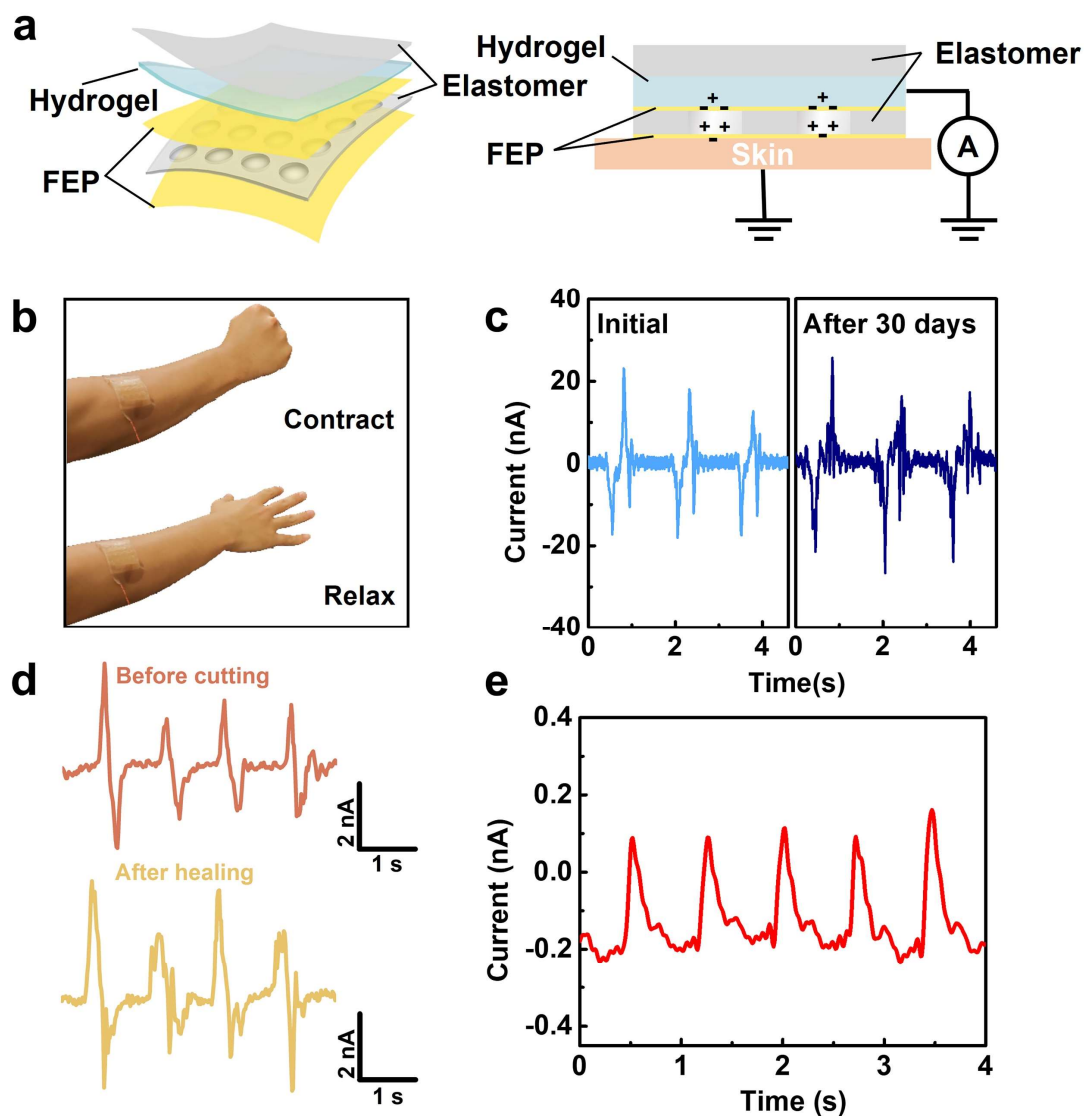 a
Hydrogel
Elastomer
FEP
Hydrogel
Elastomer
FEP
Skin
A
+ +
- - - -
+ + + +
- -
b
Contract
Relax
c
Initial
After 30 days
Current (nA)
40
20
0
-20
-40
0 2 4 0 2 4
Time(s)
d
Before cutting
2 nA
1 s
After healing
2 nA
1 s
e
Current (nA)
0.4
0.2
0.0
-0.2
-0.4
0 1 2 3 4
Time (s)